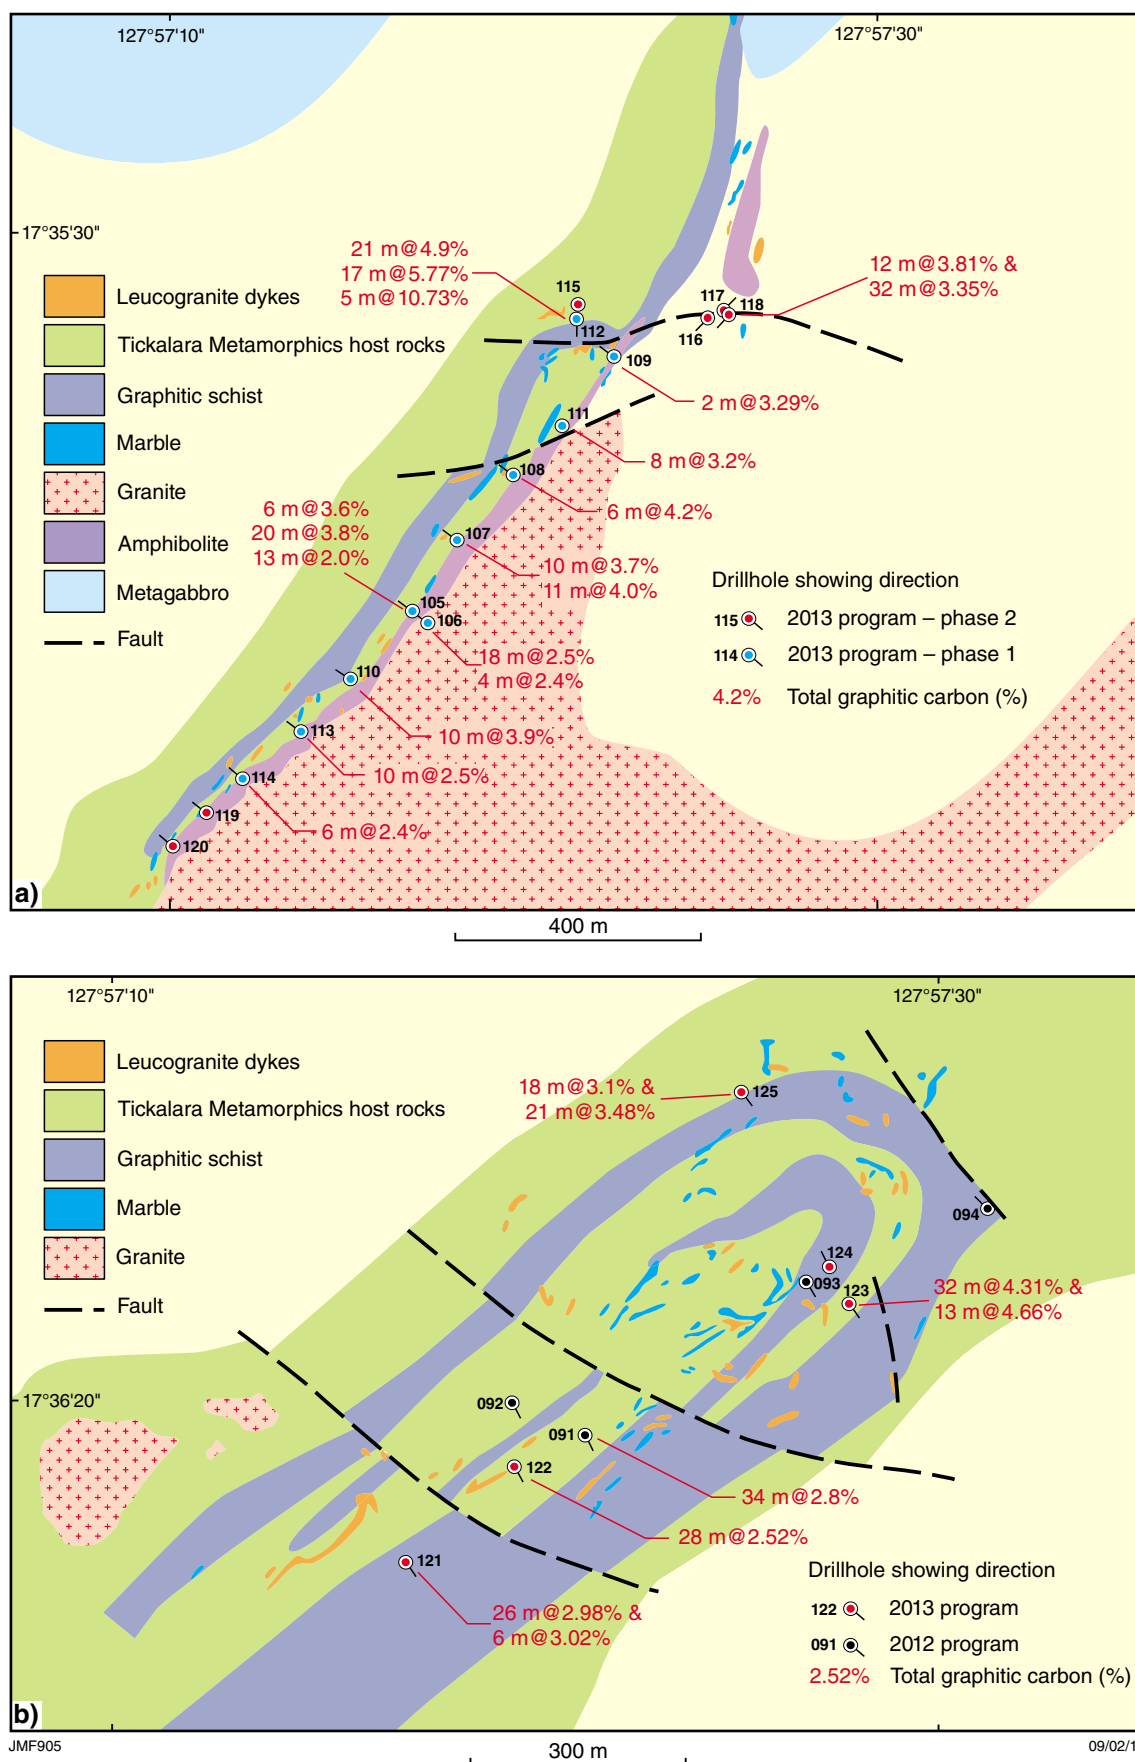 127°57'10"
127°57'30"
17°35'30"
Leucogranite dykes
Tickalara Metamorphics host rocks
Graphitic schist
Marble
Granite
Amphibolite
Metagabbro
Fault
21 m@4.9%
17 m@5.77%
5 m@10.73%
115
112
117
118
116
12 m@3.81% &
32 m@3.35%
109
2 m@3.29%
111
8 m@3.2%
108
6 m@4.2%
6 m@3.6%
20 m@3.8%
13 m@2.0%
107
10 m@3.7%
11 m@4.0%
105
106
18 m@2.5%
4 m@2.4%
110
10 m@3.9%
113
10 m@2.5%
114
6 m@2.4%
119
120
Drillhole showing direction
115 2013 program – phase 2
114 2013 program – phase 1
4.2% Total graphitic carbon (%)
a)
400 m
127°57'10"
127°57'30"
Leucogranite dykes
Tickalara Metamorphics host rocks
Graphitic schist
Marble
Granite
Fault
18 m@3.1% &
21 m@3.48%
125
094
124
093
123
32 m@4.31% &
13 m@4.66%
17°36'20"
092
091
122
34 m@2.8%
28 m@2.52%
121
26 m@2.98% &
6 m@3.02%
Drillhole showing direction
122 2013 program
091 2012 program
2.52% Total graphitic carbon (%)
b)
JMF905
300 m
09/02/1